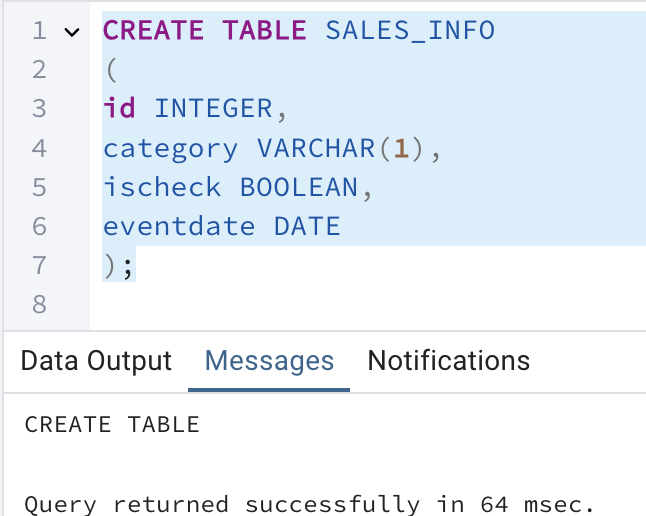 1 CREATE TABLE SALES_INFO
2 (
3 id INTEGER,
4 category VARCHAR(1),
5 ischeck BOOLEAN,
6 eventdate DATE
7 );
8
Data Output Messages Notifications
CREATE TABLE
Query returned successfully in 64 msec.